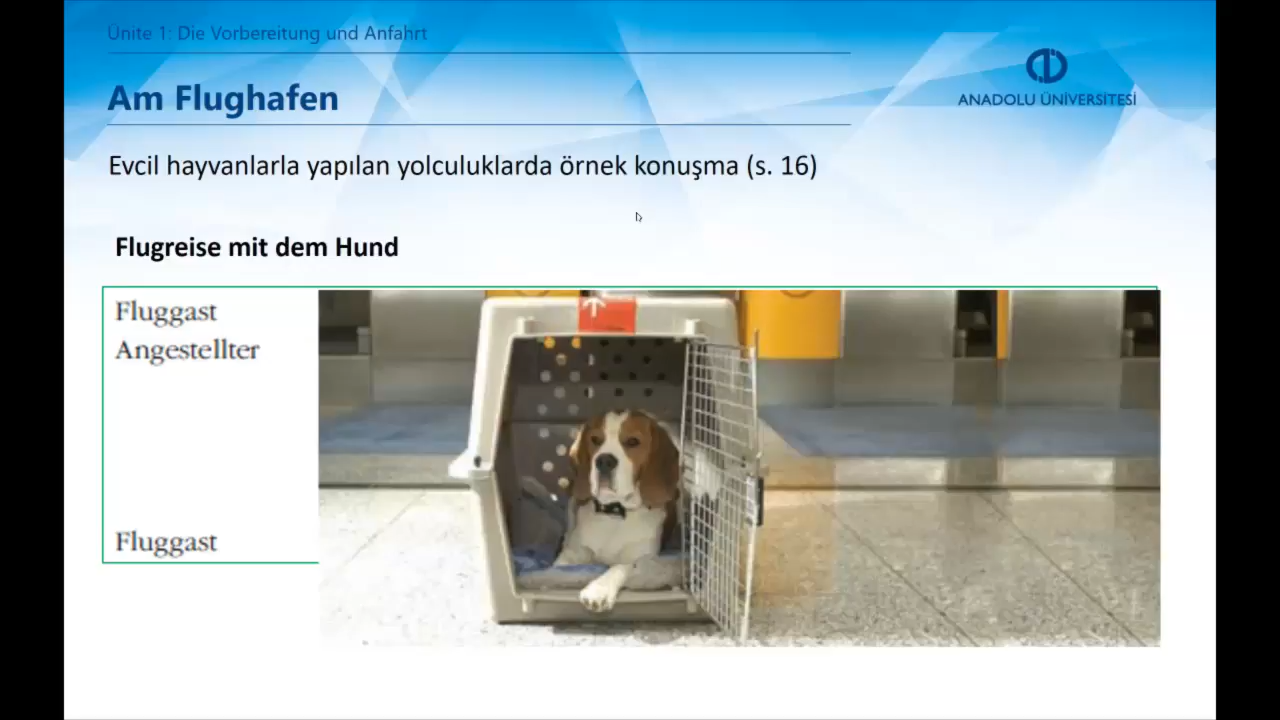 Ünite 1: Die Vorbereitung und Anfahrt
Am Flughafen
ANADOLU ÜNİVERSİTESİ
Evcil hayvanlarla yapılan yolculuklarda örnek konuşma (s. 16)
Flugreise mit dem Hund
Fluggast
Angestellter
Fluggast